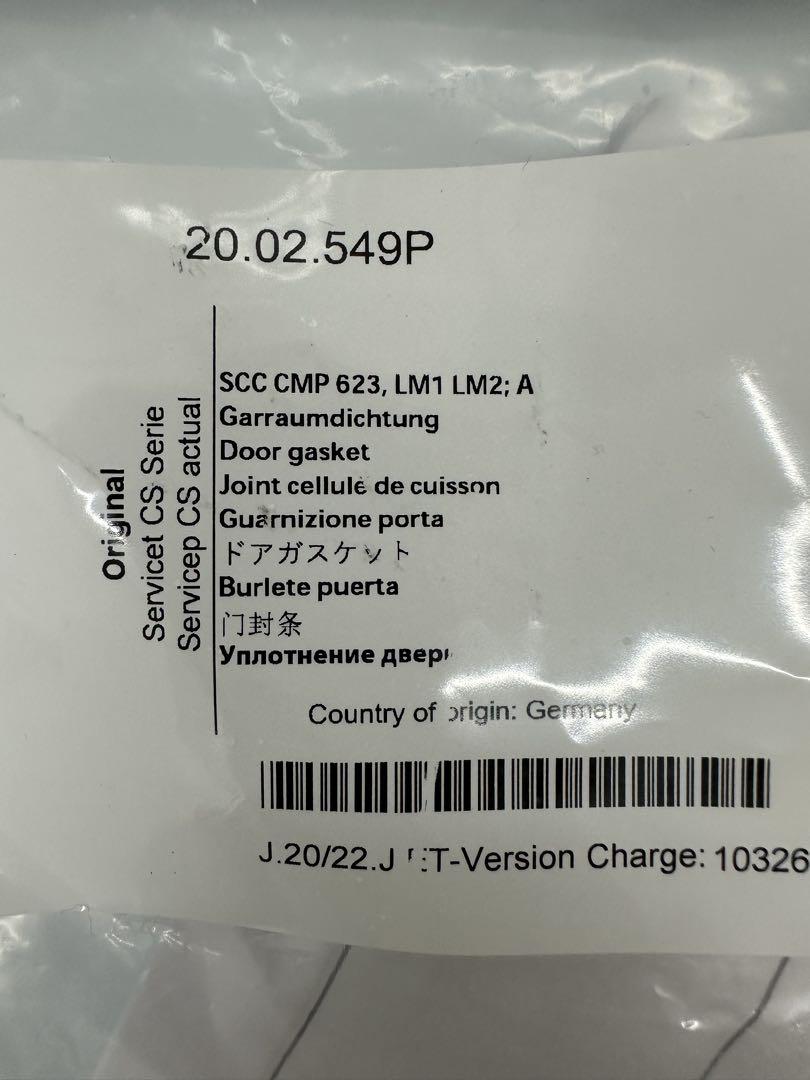 20.02.549P
Original
Servicet CS Serie
Servicep CS actual
SCC CMP 623, LM1 LM2; A
Garraumdichtung
Door gasket
Joint cellule de cuisson
Guarnizione porta
ドアガスケット
Burlete puerta
门封条
Уплотнение двери
Country of origin: Germany
J.20/22.J -Version Charge: 10326